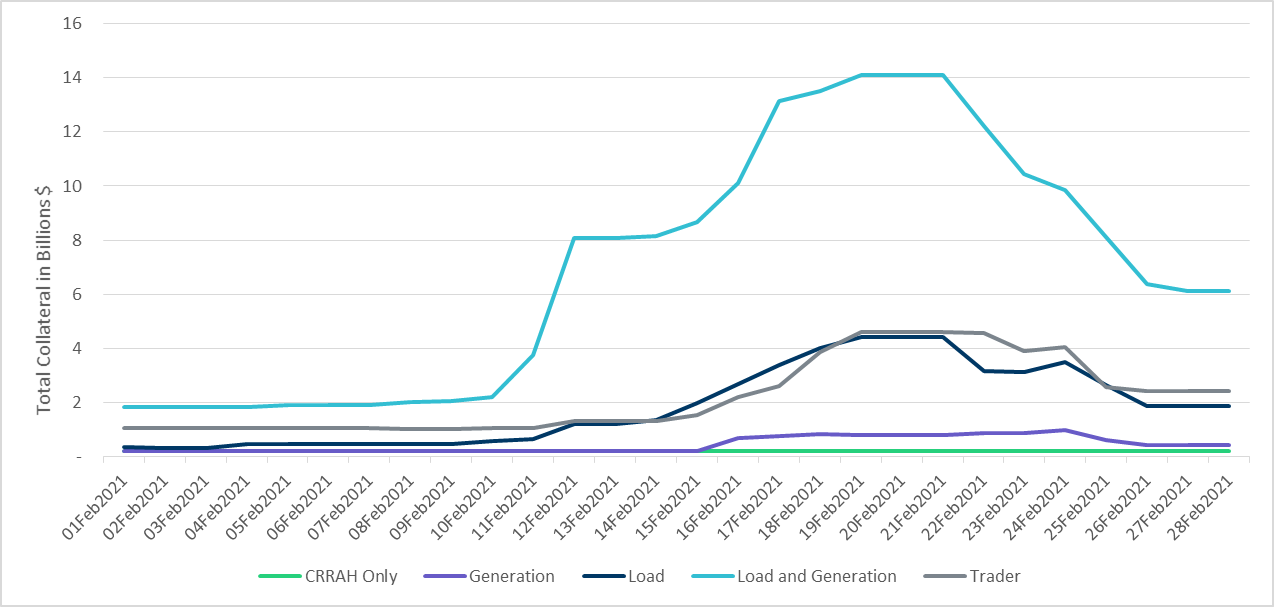 Total Collateral in Billions $
16
14
12
10
8
6
4
2
-
01Feb2021
02Feb2021
03Feb2021
04Feb2021
05Feb2021
06Feb2021
07Feb2021
08Feb2021
09Feb2021
10Feb2021
11Feb2021
12Feb2021
13Feb2021
14Feb2021
15Feb2021
16Feb2021
17Feb2021
18Feb2021
19Feb2021
20Feb2021
21Feb2021
22Feb2021
23Feb2021
24Feb2021
25Feb2021
26Feb2021
27Feb2021
28Feb2021
CRRAH Only
Generation
Load
Load and Generation
Trader